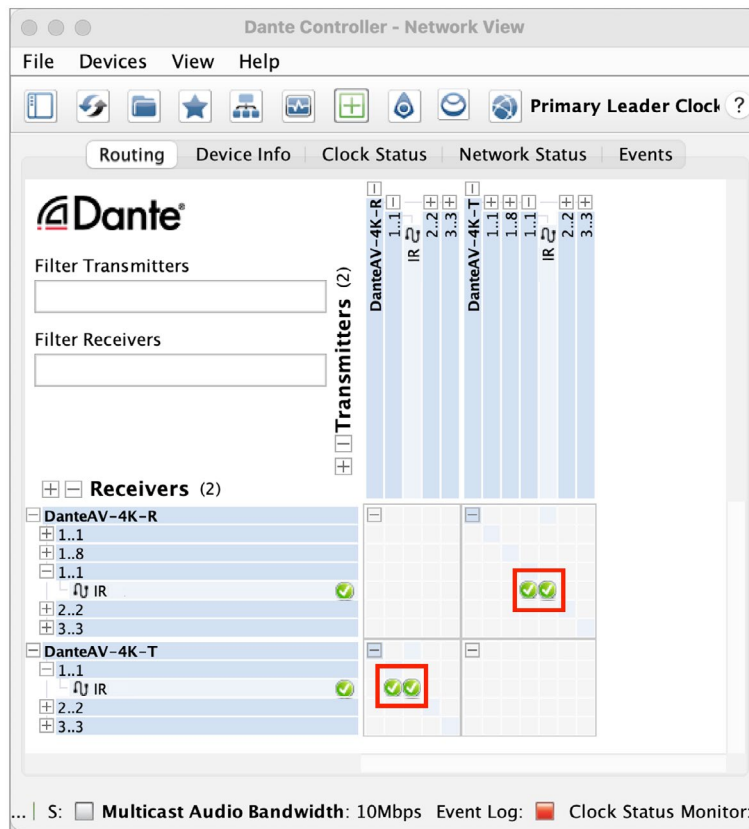 Dante Controller - Network View
File Devices View Help
Primary Leader Clock ?
Routing Device Info Clock Status Network Status Events
Dante®
Filter Transmitters
Filter Receivers
Transmitters (2)
DanteAV-4K-R
1..1
IR
2..2
3..3
DanteAV-4K-T
1..1
1..8
1..1
IR
2..2
3..3
Receivers (2)
DanteAV-4K-R
1..1
1..8
1..1
IR
2..2
3..3
DanteAV-4K-T
1..1
IR
2..2
3..3
... S: Multicast Audio Bandwidth: 10Mbps Event Log: Clock Status Monitor: